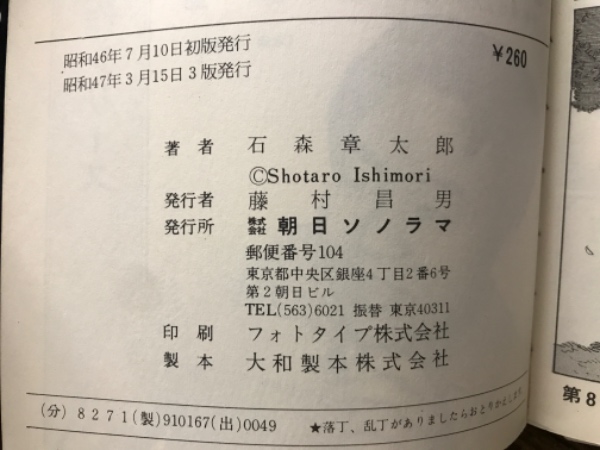 昭和46年7月10日初版発行
昭和47年3月15日3版発行
¥260
著者 石森章太郎
©Shotaro Ishimori
発行者 藤村昌男
発行所 株式会社 朝日ソノラマ
郵便番号104
東京都中央区銀座4丁目2番6号
第2朝日ビル
TEL(563)6021 振替 東京40311
印刷 フォトタイプ株式会社
製本 大和製本株式会社
(分) 8271(製)910167(出)0049
★落丁、乱丁がありましたらおとりかえします。
第8